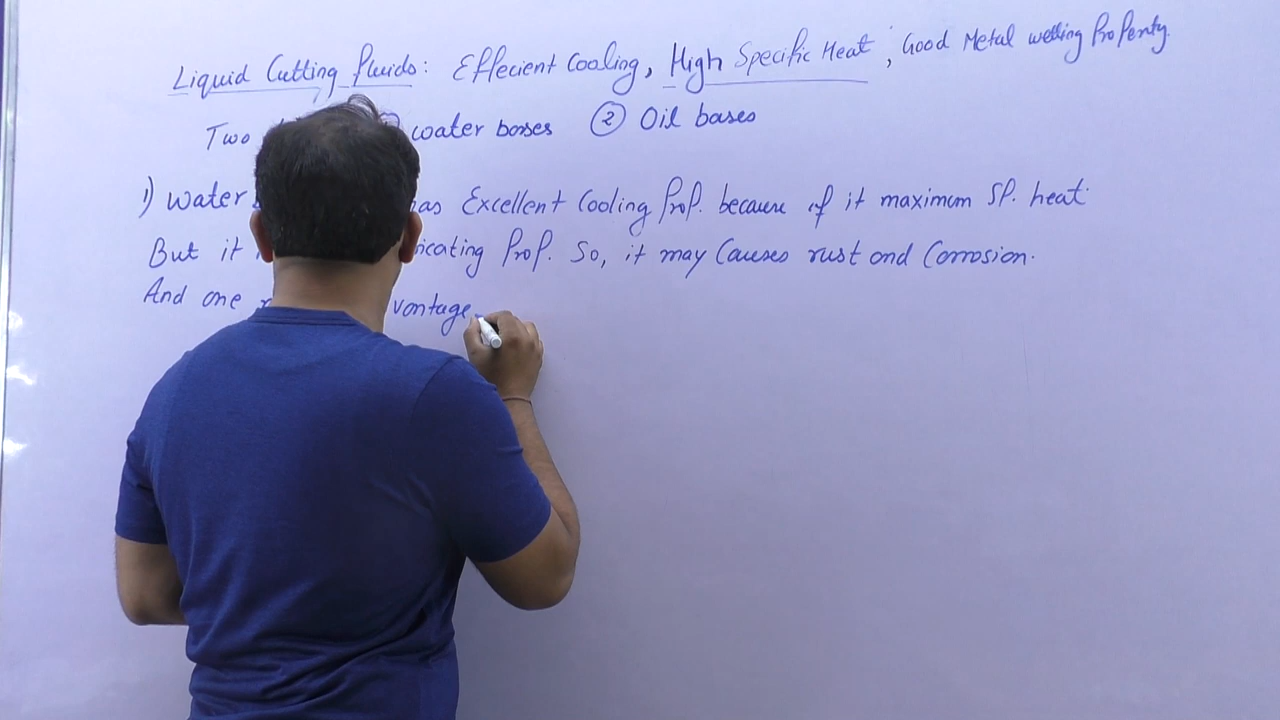 Liquid Cutting fluids: Effecient Cooling, High Specific Heat, Good Metal wetting Property.
Two water bases ② Oil bases
1) Water has Excellent Cooling Prop. because of it maximum SP. heat.
But it Prop. So, it may Causes rust and Corrosion.
And one